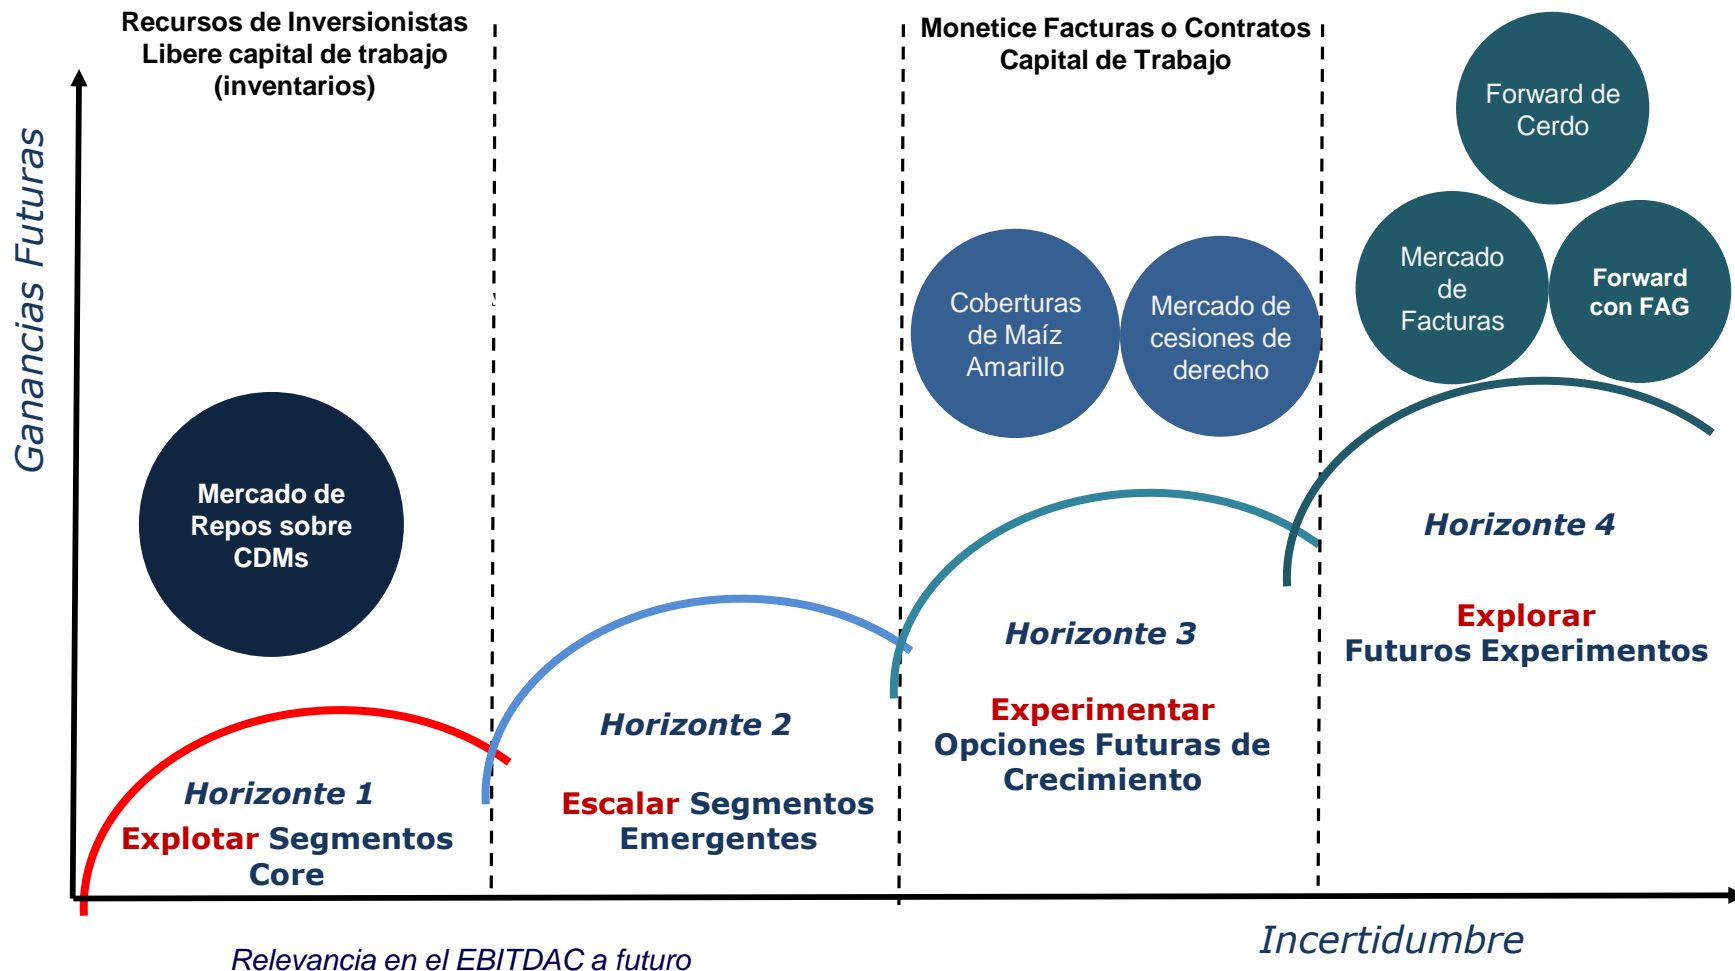 Recursos de Inversionistas
Libere capital de trabajo
(inventarios)
Monetice Facturas o Contratos
Capital de Trabajo
Ganancias Futuras
Mercado de
Repos sobre
CDMs
Coberturas
de Maíz
Amarillo
Mercado de
cesiones de
derecho
Forward de
Cerdo
Mercado
de
Facturas
Forward
con FAG
Horizonte 1
Explotar Segmentos
Core
Horizonte 2
Escalar Segmentos
Emergentes
Horizonte 3
Experimentar
Opciones Futuras de
Crecimiento
Horizonte 4
Explorar
Futuros Experimentos
Relevancia en el EBITDAC a futuro
Incertidumbre